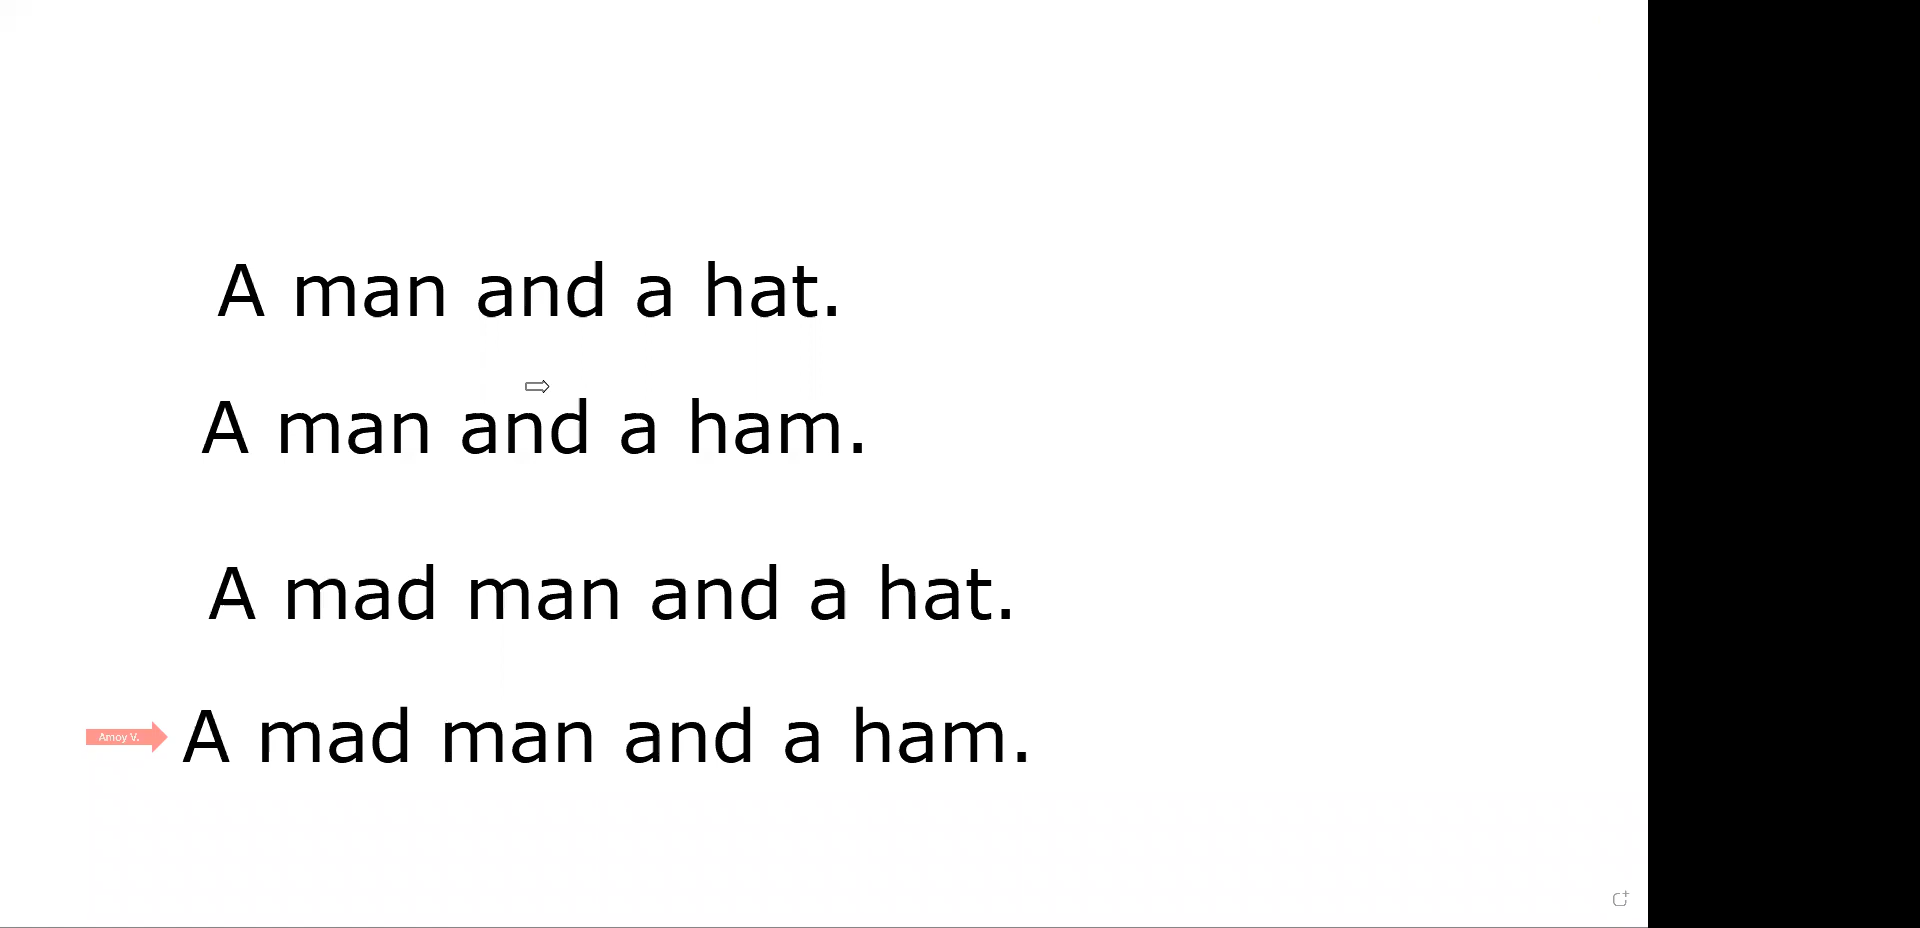 A man and a hat.
A man and a ham.
A mad man and a hat.
Amoy V.
A mad man and a ham.